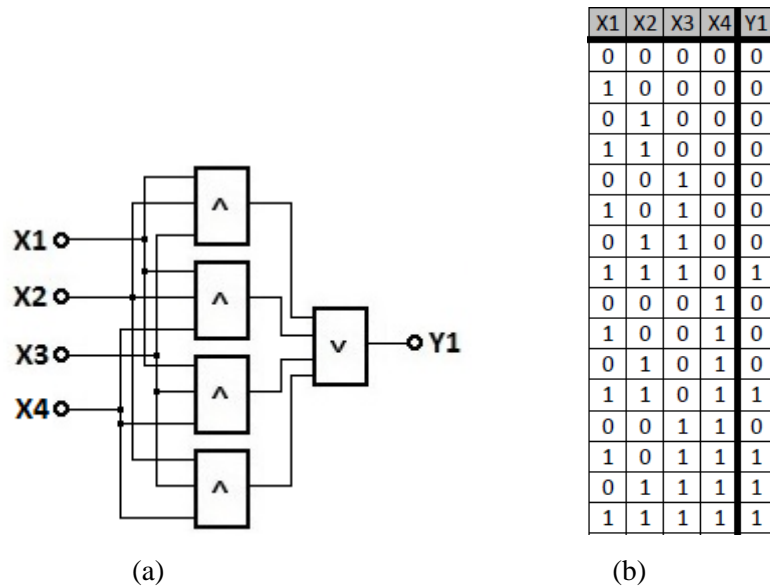 X1 X2 X3 X4 Y1
0 0 0 0 0
1 0 0 0 0
0 1 0 0 0
1 1 0 0 0
0 0 1 0 0
1 0 1 0 0
0 1 1 0 0
1 1 1 0 1
0 0 0 1 0
1 0 0 1 0
0 1 0 1 0
1 1 0 1 1
0 0 1 1 0
1 0 1 1 1
0 1 1 1 1
1 1 1 1 1
X1
X2
X3
X4
^
^
^
^
v
Y1
(a) (b)